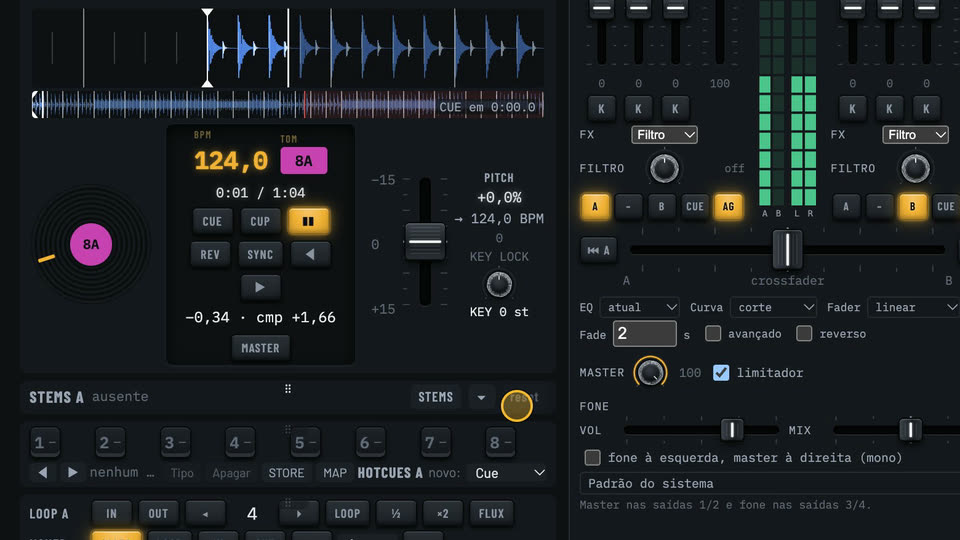 CUE em 0:00.0
BPM
TOM
124,0
8A
0:01 / 1:04
CUE
CUP
REV
SYNC
−0,34 · cmp +1,66
MASTER
8A
−15
0
+15
PITCH
+0,0%
→ 124,0 BPM
0
KEY LOCK
KEY 0 st
STEMS A ausente
STEMS
reset
1 –
2 –
3 –
4 –
5 –
6 –
7 –
8 –
nenhum …
Tipo
Apagar
STORE
MAP
HOTCUES A
novo:
Cue
LOOP A
IN
OUT
4
LOOP
½
×2
FLUX
0
0
0
100
0
0
0
K
K
K
K
K
K
FX
Filtro
FX
Filtro
FILTRO
off
FILTRO
A
–
B
CUE
AG
A
–
B
CUE
A B L R
A
A
crossfader
B
EQ
atual
Curva
corte
Fader
linear
Fade
2
s
avançado
reverso
MASTER
100
limitador
FONE
VOL
MIX
fone à esquerda, master à direita (mono)
Padrão do sistema
Master nas saídas 1/2 e fone nas saídas 3/4.